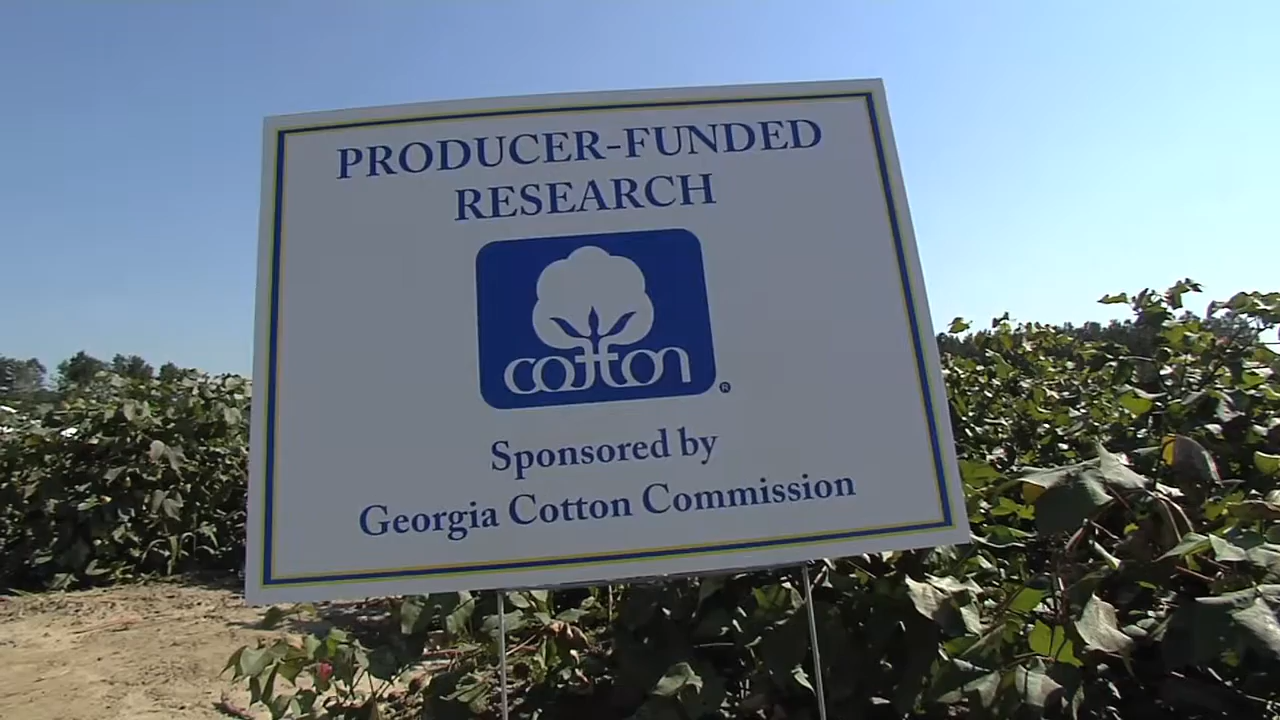 PRODUCER-FUNDED
RESEARCH
cotton
®
Sponsored by
Georgia Cotton Commission